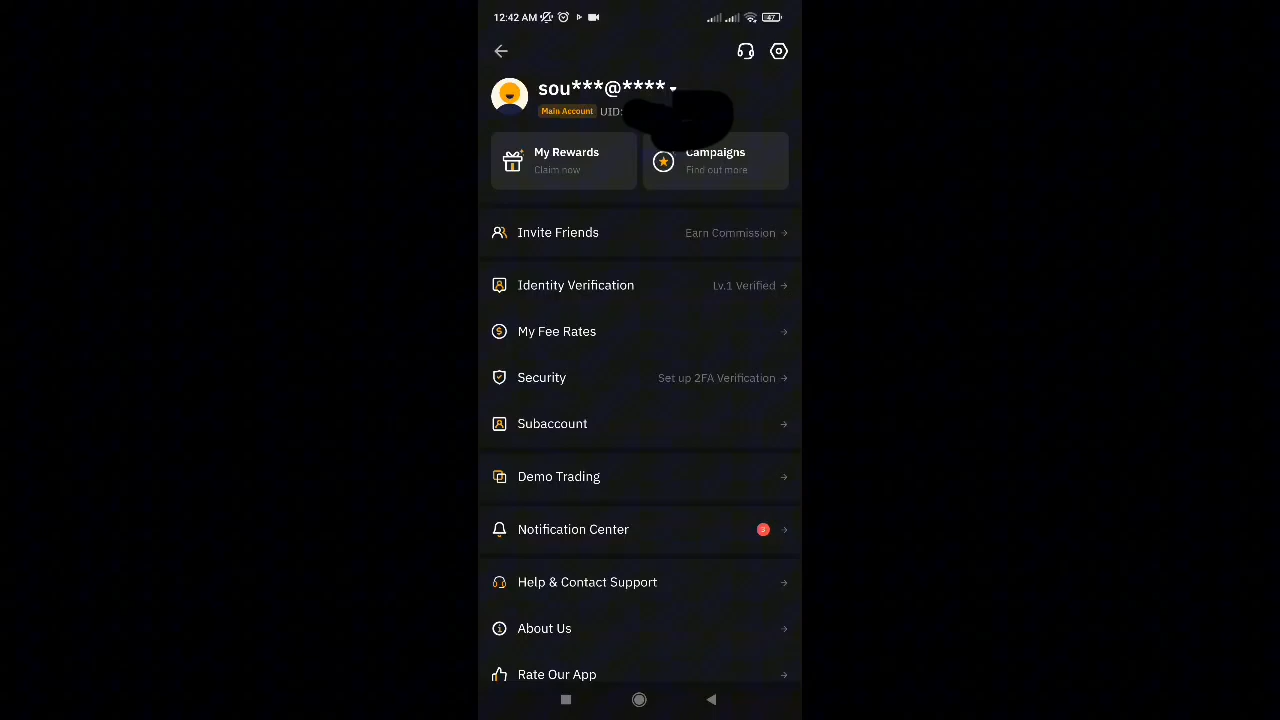 12:42 AM 47
sou***@****
Main Account UID:
My Rewards Campaigns
Claim now Find out more
Invite Friends Earn Commission
Identity Verification Lv.1 Verified
My Fee Rates
Security Set up 2FA Verification
Subaccount
Demo Trading
Notification Center 3
Help & Contact Support
About Us
Rate Our App